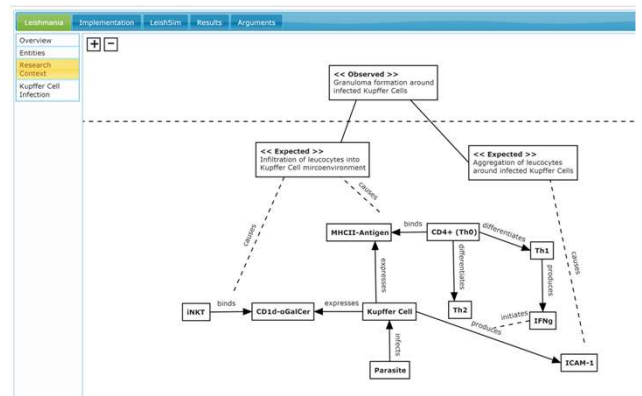 Leishmania Implementation LeishSim Results Arguments
Overview
Entities
Research
Context
Kupffer Cell
Infection
+ −
<< Observed >>
Granuloma formation around
infected Kupffer Cells
<< Expected >>
Infiltration of leucocytes into
Kupffer Cell mircoenvironment
<< Expected >>
Aggregation of leucocytes
around infected Kupffer Cells
causes
causes
causes
MHCII-Antigen
binds
CD4+ (Th0)
differentiates
Th1
differentiates
produces
expresses
iNKT
binds
CD1d-αGalCer
expresses
Kupffer Cell
Th2
initiates
IFNg
produces
infects
ICAM-1
Parasite